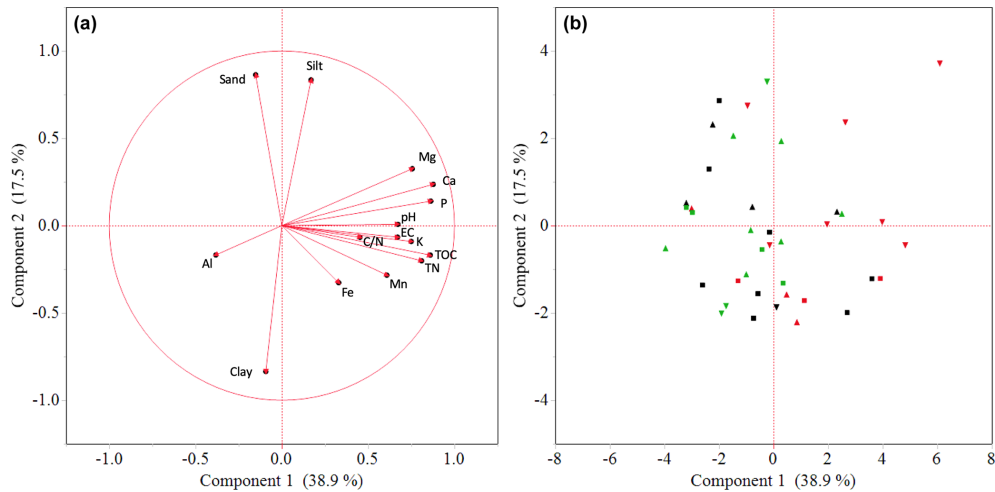 (a)
Component 2 (17.5 %)
1.0
0.5
0.0
-0.5
-1.0
Sand
Silt
Mg
Ca
P
pH
EC
C/N
K
TOC
TN
Al
Fe
Mn
Clay
-1.0 -0.5 0.0 0.5 1.0
Component 1 (38.9 %)
(b)
Component 2 (17.5 %)
4
2
0
-2
-4
-8 -6 -4 -2 0 2 4 6 8
Component 1 (38.9 %)